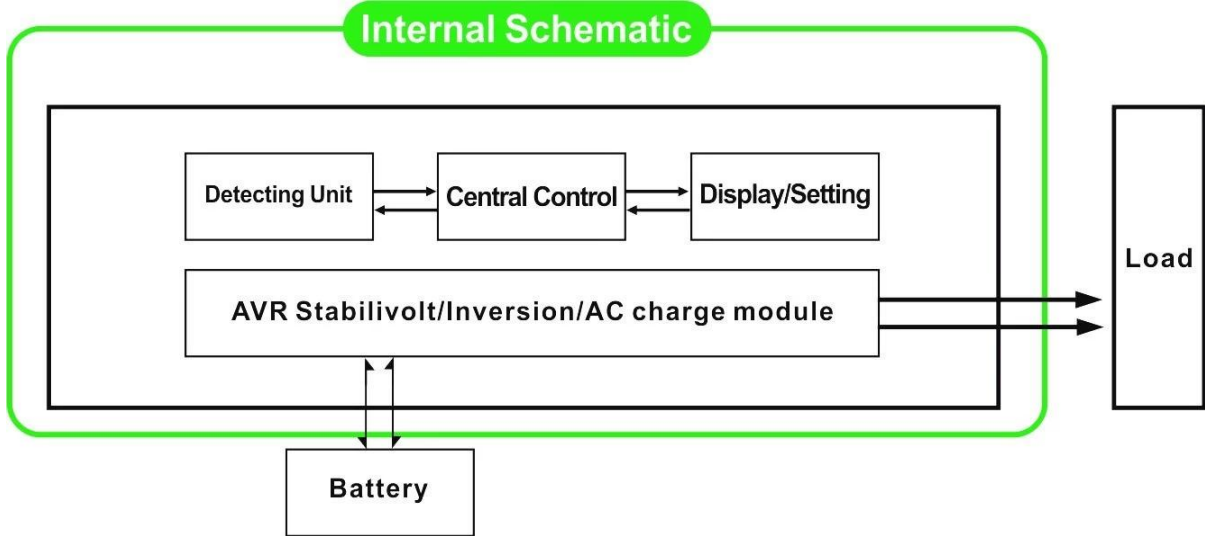 Internal Schematic
Detecting Unit
Central Control
Display/Setting
Load
AVR Stabilivolt/Inversion/AC charge module
Battery